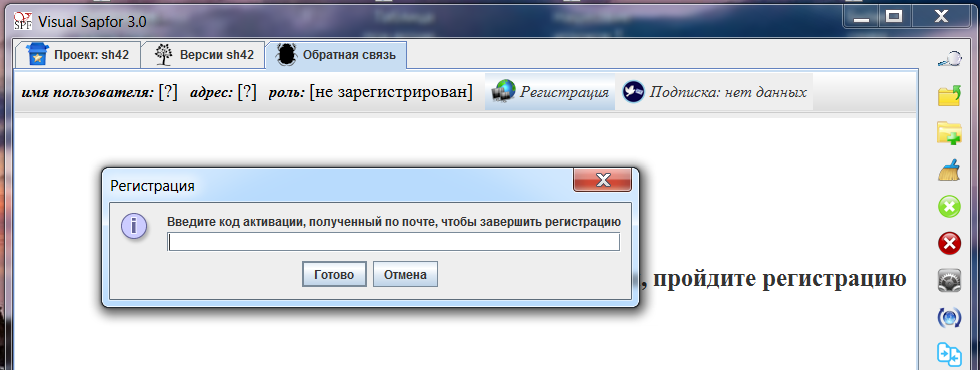 Visual Sapfor 3.0
Проект: sh42 Версии sh42 Обратная связь
имя пользователя: [?] адрес: [?] роль: [не зарегистрирован] Регистрация Подписка: нет данных
Регистрация
Введите код активации, полученный по почте, чтобы завершить регистрацию
Готово Отмена
, пройдите регистрацию